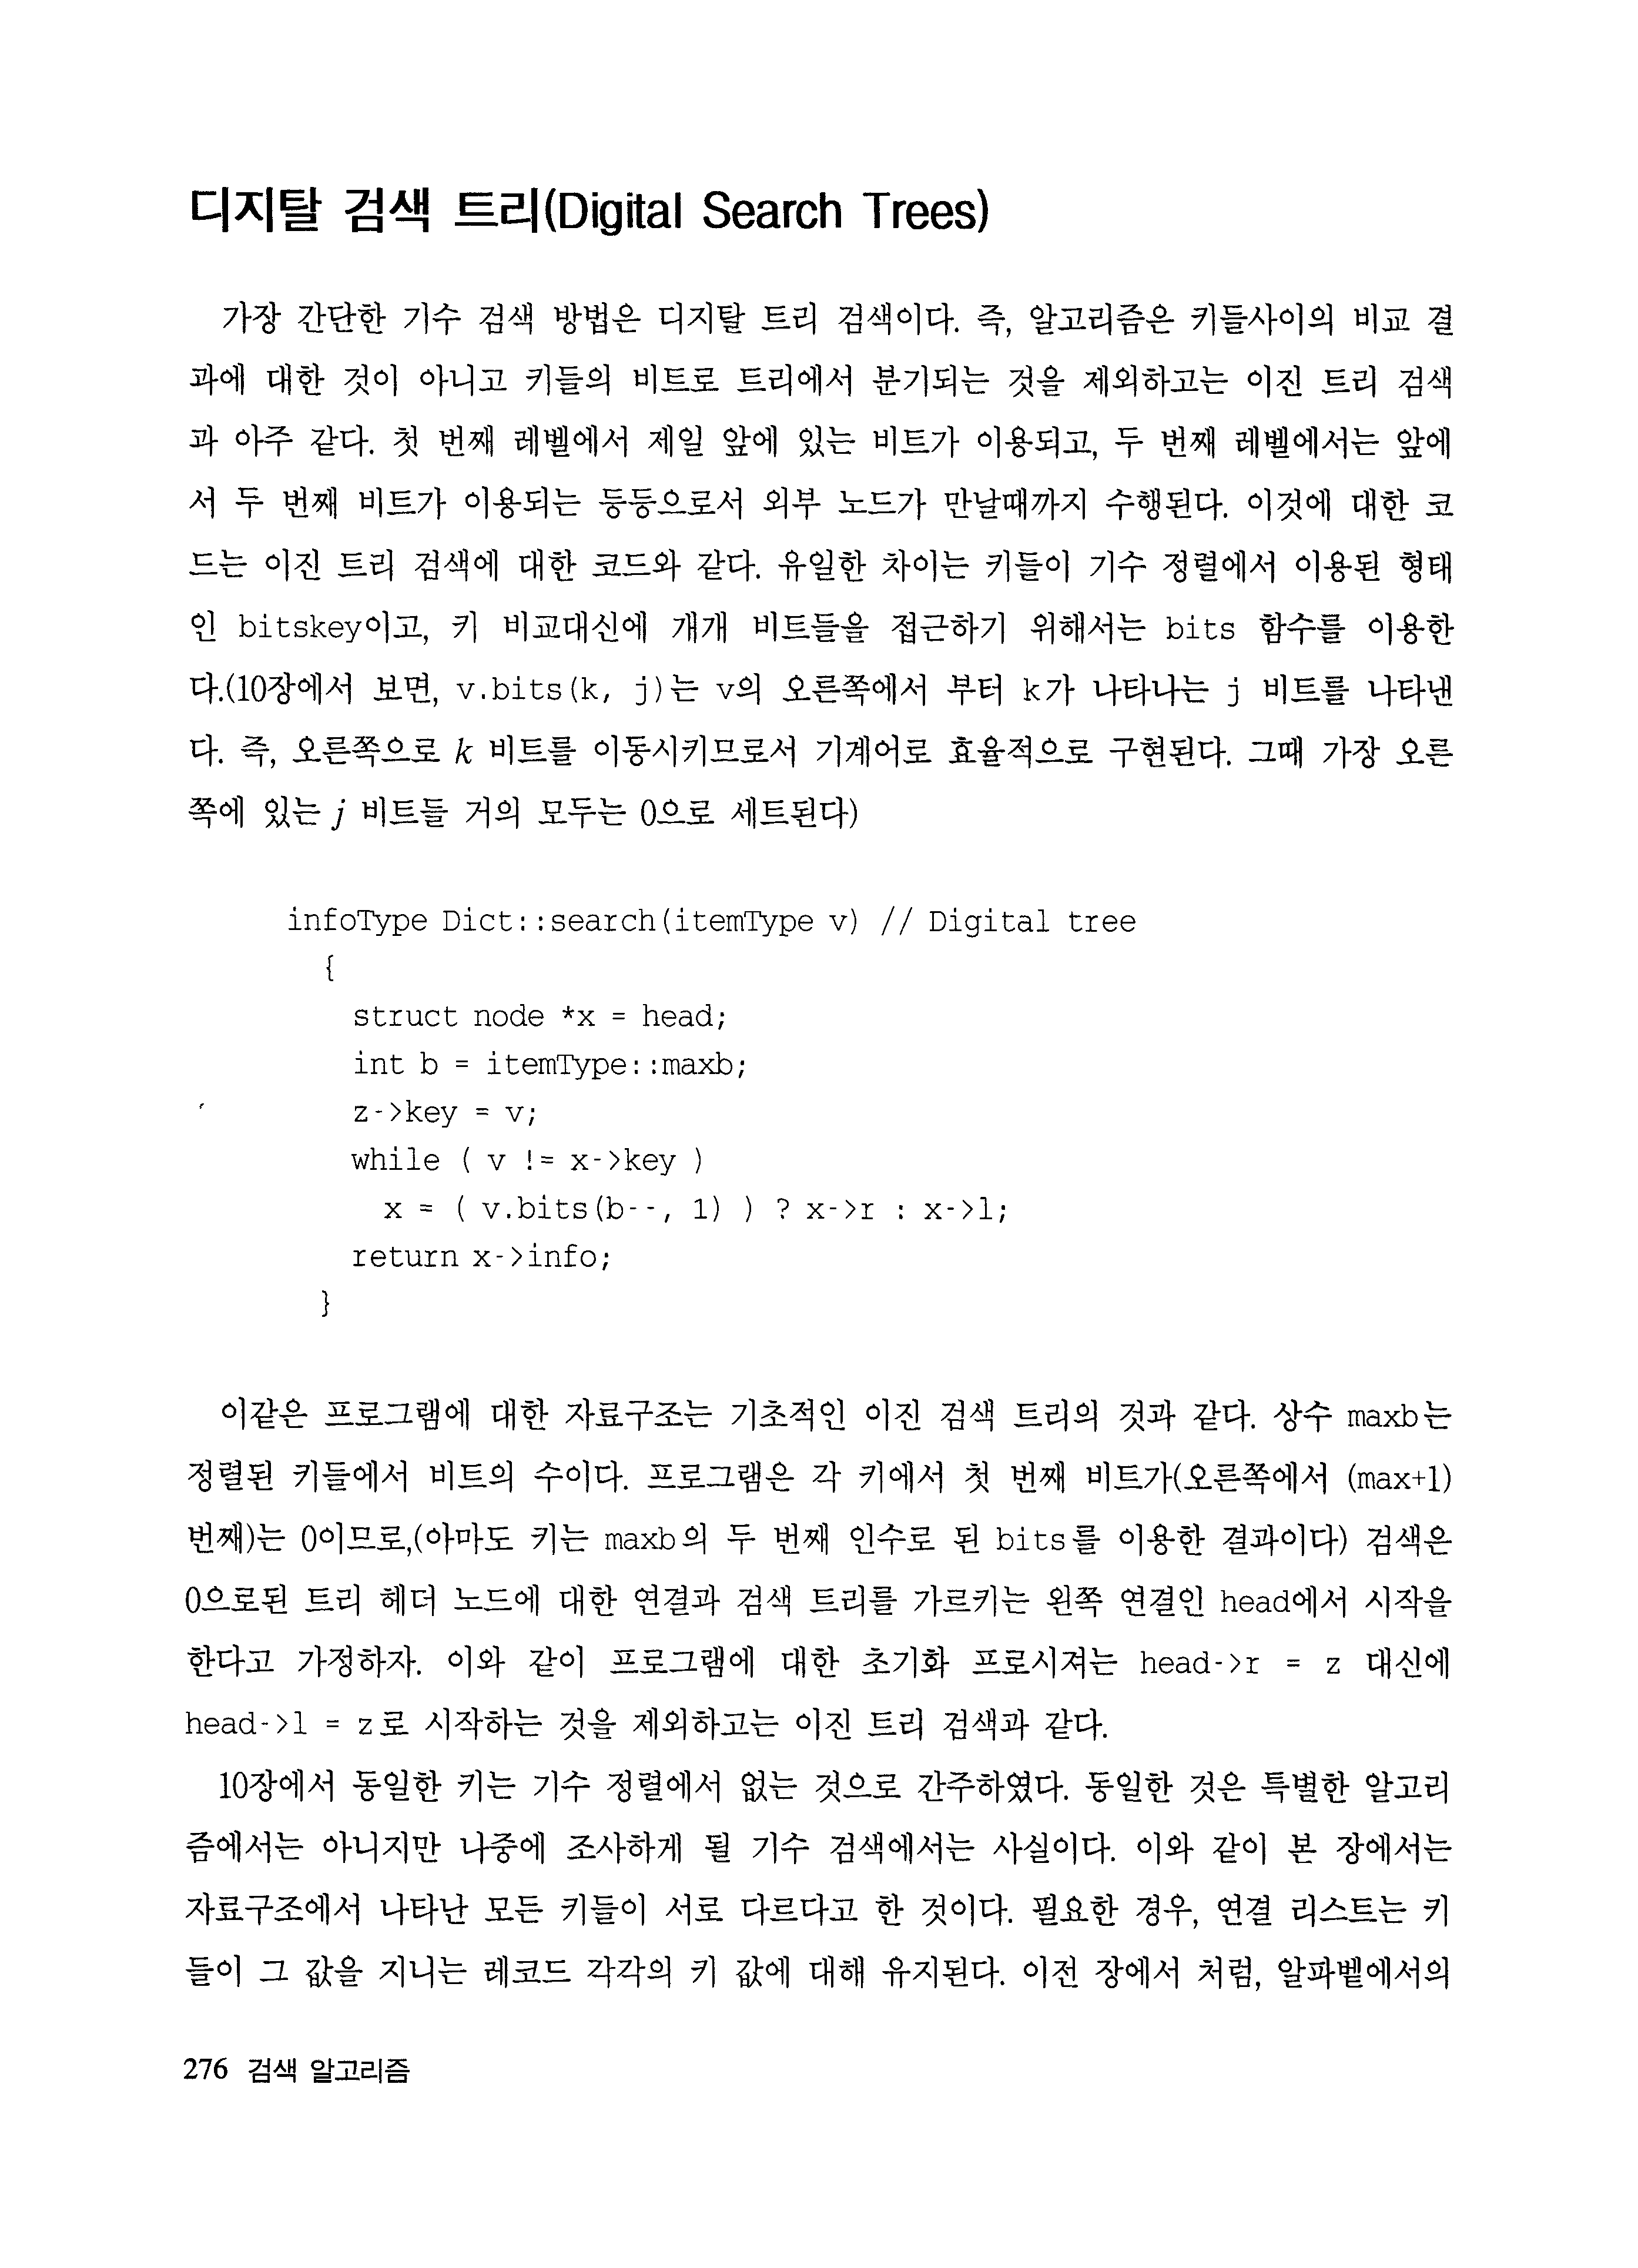 디지탈 검색 트리(Digital Search Trees)
가장 간단한 기수 검색 방법은 디지탈 트리 검색이다. 즉, 알고리즘은 키들사이의 비교 결
과에 대한 것이 아니고 키들의 비트로 트리에서 분기되는 것을 제외하고는 이진 트리 검색
과 아주 같다. 첫 번째 레벨에서 제일 앞에 있는 비트가 이용되고, 두 번째 레벨에서는 앞에
서 두 번째 비트가 이용되는 등등으로서 외부 노드가 만날때까지 수행된다. 이것에 대한 코
드는 이진 트리 검색에 대한 코드와 같다. 유일한 차이는 키들이 기수 정렬에서 이용된 형태
인 bitskey이고, 키 비교대신에 개개 비트들을 접근하기 위해서는 bits 함수를 이용한
다.(10장에서 보면, v.bits(k, j)는 v의 오른쪽에서 부터 k가 나타나는 j 비트를 나타낸
다. 즉, 오른쪽으로 k 비트를 이동시키므로서 기계어로 효율적으로 구현된다. 그때 가장 오른
쪽에 있는 j 비트들 거의 모두는 0으로 세트된다)
infoType Dict::search(itemType v) // Digital tree
{
struct node *x = head;
int b = itemType::maxb;
z->key = v;
while ( v != x->key )
x = ( v.bits(b--, 1) ) ? x->r : x->l;
return x->info;
}
이같은 프로그램에 대한 자료구조는 기초적인 이진 검색 트리의 것과 같다. 상수 maxb는
정렬된 키들에서 비트의 수이다. 프로그램은 각 키에서 첫 번째 비트가(오른쪽에서 (max+1)
번째)는 0이므로,(아마도 키는 maxb의 두 번째 인수로 된 bits를 이용한 결과이다) 검색은
0으로된 트리 헤더 노드에 대한 연결과 검색 트리를 가르키는 왼쪽 연결인 head에서 시작을
한다고 가정하자. 이와 같이 프로그램에 대한 초기화 프로시져는 head->r = z 대신에
head->l = z로 시작하는 것을 제외하고는 이진 트리 검색과 같다.
10장에서 동일한 키는 기수 정렬에서 없는 것으로 간주하였다. 동일한 것은 특별한 알고리
즘에서는 아니지만 나중에 조사하게 될 기수 검색에서는 사실이다. 이와 같이 본 장에서는
자료구조에서 나타난 모든 키들이 서로 다르다고 한 것이다. 필요한 경우, 연결 리스트는 키
들이 그 값을 지니는 레코드 각각의 키 값에 대해 유지된다. 이전 장에서 처럼, 알파벹에서의
276 검색 알고리즘